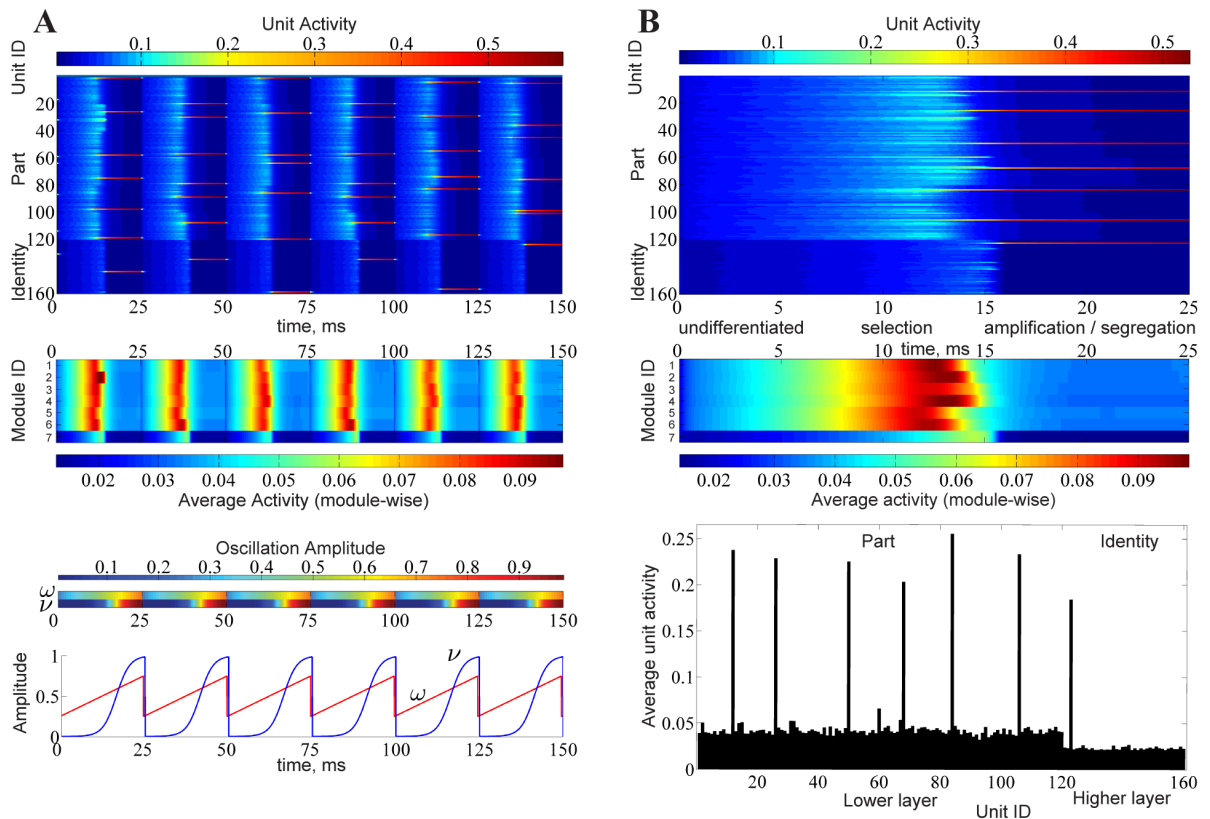 A
Unit Activity
0.1 0.2 0.3 0.4 0.5
Unit ID
Part
Identity
20
40
60
80
100
120
160
0 25 50 75 100 125 150
time, ms
0 25 50 75 100 125 150
Module ID
1
2
3
4
5
6
7
0.02 0.03 0.04 0.05 0.06 0.07 0.08 0.09
Average Activity (module-wise)
Oscillation Amplitude
0.1 0.2 0.3 0.4 0.5 0.6 0.7 0.8 0.9
ω
ν
0 25 50 75 100 125 150
Amplitude
1
0.5
0
ν
ω
0 25 50 75 100 125 150
time, ms
B
Unit Activity
0.1 0.2 0.3 0.4 0.5
Unit ID
Part
Identity
20
40
60
80
100
120
160
0 5 10 15 20 25
undifferentiated selection amplification / segregation
time, ms
0 5 10 15 20 25
Module ID
1
2
3
4
5
6
7
0.02 0.03 0.04 0.05 0.06 0.07 0.08 0.09
Average activity (module-wise)
Part Identity
Average unit activity
0.25
0.2
0.15
0.1
0.05
0
20 40 60 80 100 120 140 160
Lower layer Higher layer
Unit ID